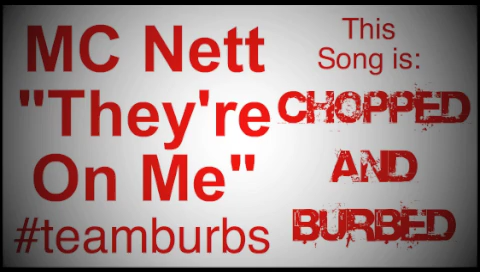 MC Nett
"They're
On Me"
#teamburbs
This
Song is:
CHOPPED
AND
BURBED